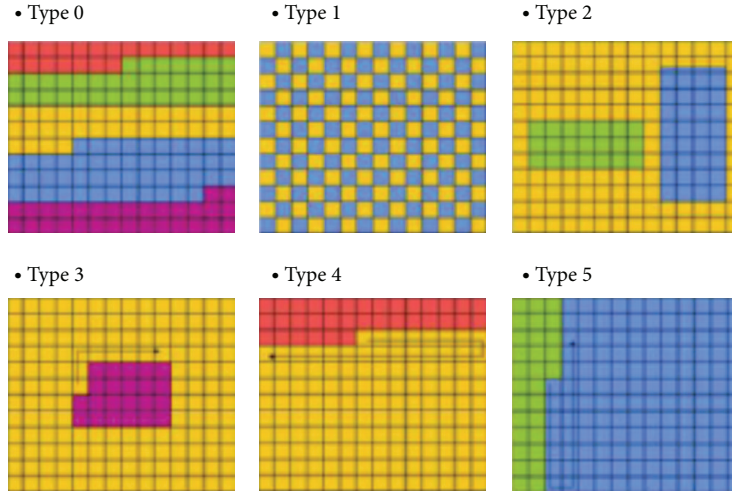 • Type 0
• Type 1
• Type 2
• Type 3
• Type 4
• Type 5